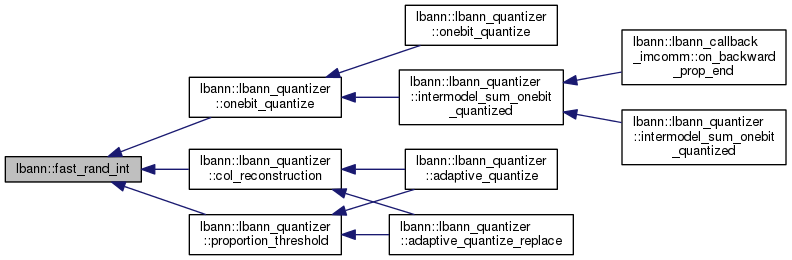 lbann::fast_rand_int
lbann::lbann_quantizer
::onebit_quantize
lbann::lbann_quantizer
::col_reconstruction
lbann::lbann_quantizer
::proportion_threshold
lbann::lbann_quantizer
::onebit_quantize
lbann::lbann_quantizer
::intermodel_sum_onebit
_quantized
lbann::lbann_quantizer
::adaptive_quantize
lbann::lbann_quantizer
::adaptive_quantize_replace
lbann::lbann_callback
_imcomm::on_backward
_prop_end
lbann::lbann_quantizer
::intermodel_sum_onebit
_quantized